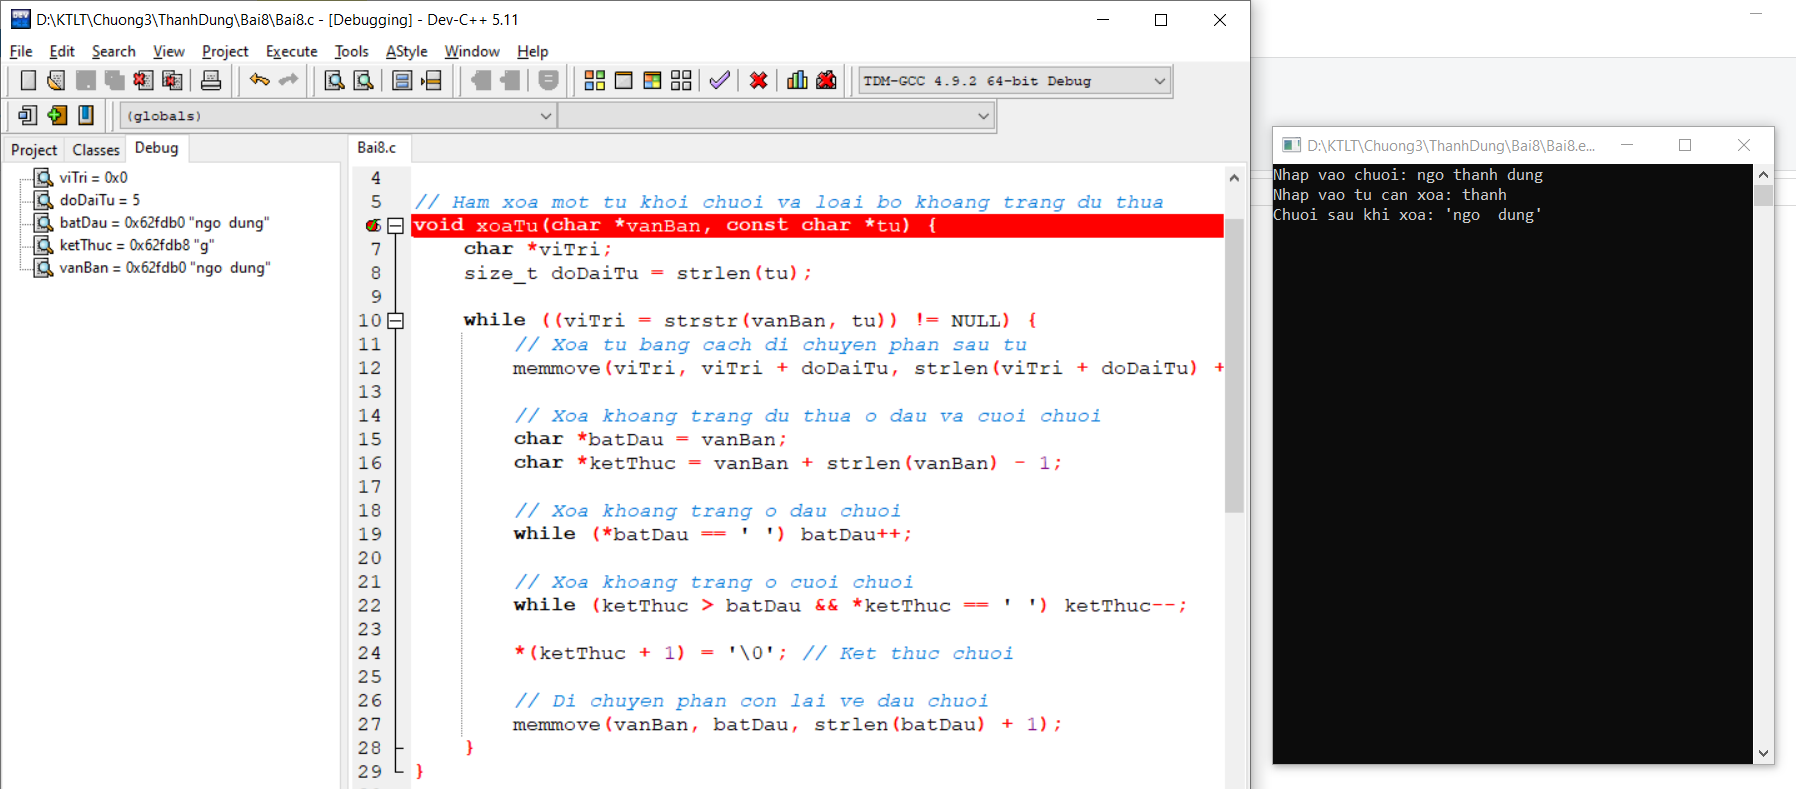 D:\KTLT\Chuong3\ThanhDung\Bai8\Bai8.c - [Debugging] - Dev-C++ 5.11
File Edit Search View Project Execute Tools AStyle Window Help
TDM-GCC 4.9.2 64-bit Debug
(globals)
Project Classes Debug
viTri = 0x0
doDaiTu = 5
batDau = 0x62fdb0 "ngo  dung"
ketThuc = 0x62fdb8 "g"
vanBan = 0x62fdb0 "ngo  dung"
Bai8.c
4
5 // Ham xoa mot tu khoi chuoi va loai bo khoang trang du thua
6 void xoaTu(char *vanBan, const char *tu) {
7 char *viTri;
8 size_t doDaiTu = strlen(tu);
9
10 while ((viTri = strstr(vanBan, tu)) != NULL) {
11 // Xoa tu bang cach di chuyen phan sau tu
12 memmove(viTri, viTri + doDaiTu, strlen(viTri + doDaiTu) +
13
14 // Xoa khoang trang du thua o dau va cuoi chuoi
15 char *batDau = vanBan;
16 char *ketThuc = vanBan + strlen(vanBan) - 1;
17
18 // Xoa khoang trang o dau chuoi
19 while (*batDau == ' ') batDau++;
20
21 // Xoa khoang trang o cuoi chuoi
22 while (ketThuc > batDau && *ketThuc == ' ') ketThuc--;
23
24 *(ketThuc + 1) = '\0'; // Ket thuc chuoi
25
26 // Di chuyen phan con lai ve dau chuoi
27 memmove(vanBan, batDau, strlen(batDau) + 1);
28 }
29 }
D:\KTLT\Chuong3\ThanhDung\Bai8\Bai8.e...
Nhap vao chuoi: ngo thanh dung
Nhap vao tu can xoa: thanh
Chuoi sau khi xoa: 'ngo  dung'